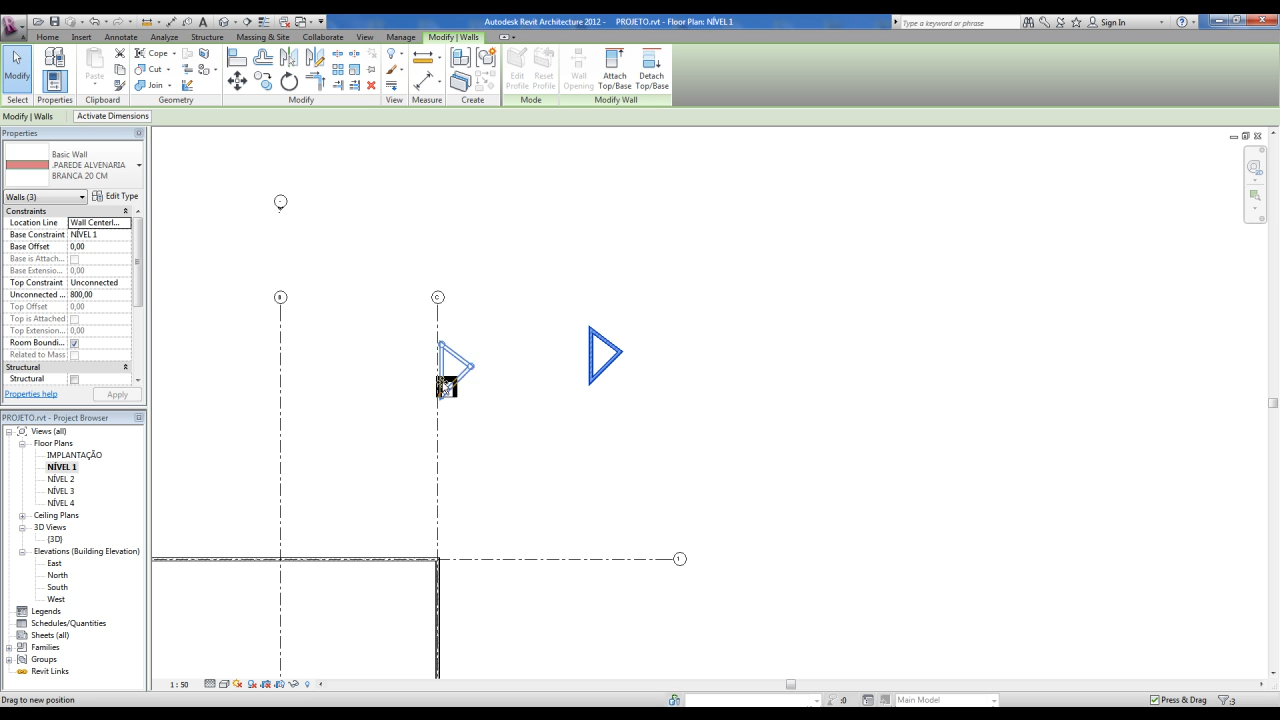 Autodesk Revit Architecture 2012 - PROJETO.rvt - Floor Plan: NÍVEL 1
Type a keyword or phrase
Sign In
Home Insert Annotate Analyze Structure Massing & Site Collaborate View Manage Modify | Walls
Modify
Paste
Cope
Cut
Join
Edit Profile
Reset Profile
Wall Opening
Attach Top/Base
Detach Top/Base
Select Properties Clipboard Geometry Modify View Measure Create Mode Modify Wall
Modify | Walls
Activate Dimensions
Properties
Basic Wall
.PAREDE ALVENARIA
BRANCA 20 CM
Walls (3)
Edit Type
Constraints
Location Line Wall Centerl...
Base Constraint NÍVEL 1
Base Offset 0,00
Base is Attach...
Base Extensio... 0,00
Top Constraint Unconnected
Unconnected ... 800,00
Top Offset 0,00
Top is Attached
Top Extension... 0,00
Room Boundi...
Related to Mass
Structural
Structural
Properties help
Apply
PROJETO.rvt - Project Browser
Views (all)
Floor Plans
IMPLANTAÇÃO
NÍVEL 1
NÍVEL 2
NÍVEL 3
NÍVEL 4
Ceiling Plans
3D Views
{3D}
Elevations (Building Elevation)
East
North
South
West
Legends
Schedules/Quantities
Sheets (all)
Families
Groups
Revit Links
B
C
1
1 : 50
Drag to new position
:0
Main Model
Press & Drag
:3